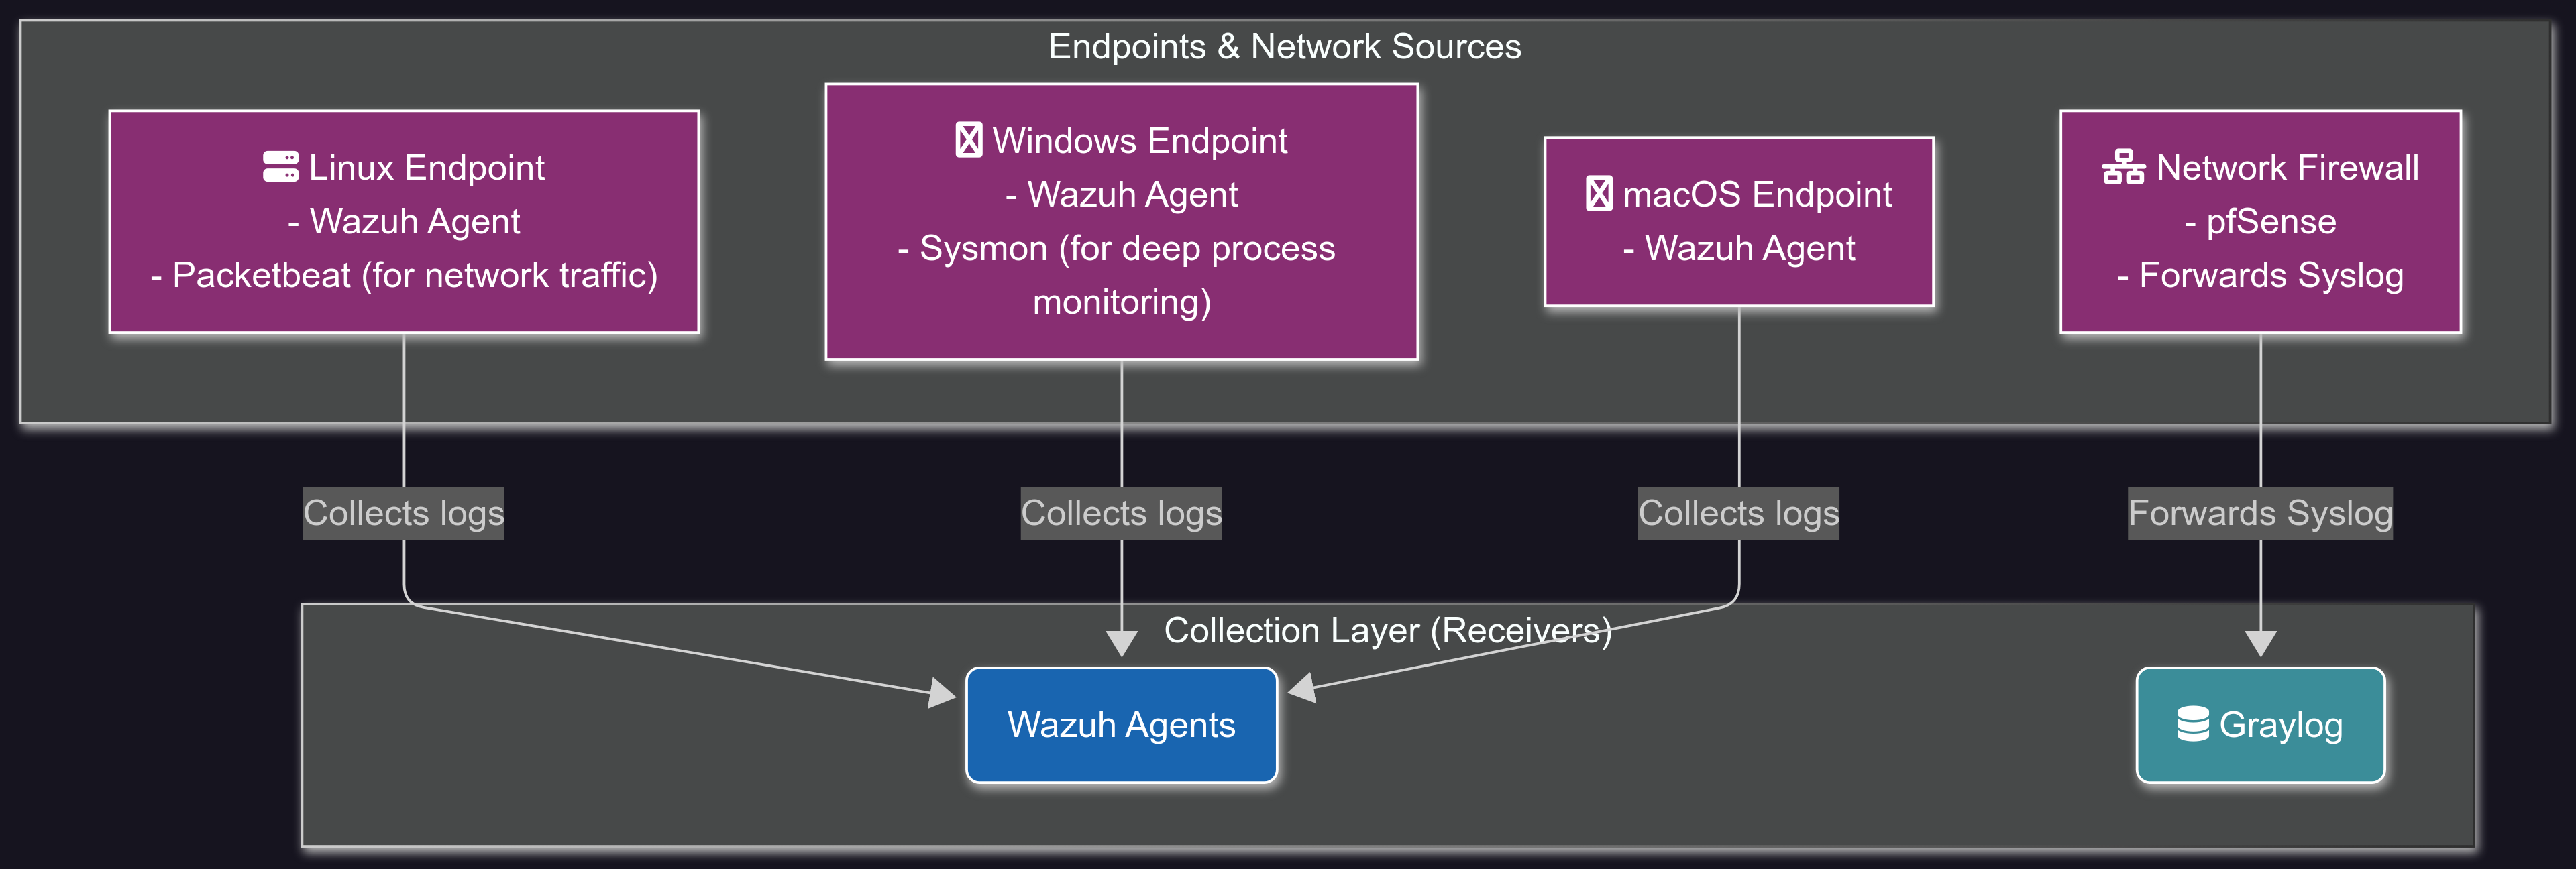 Endpoints & Network Sources
Linux Endpoint
- Wazuh Agent
- Packetbeat (for network traffic)
Windows Endpoint
- Wazuh Agent
- Sysmon (for deep process
monitoring)
macOS Endpoint
- Wazuh Agent
Network Firewall
- pfSense
- Forwards Syslog
Collects logs
Collects logs
Collects logs
Forwards Syslog
Collection Layer (Receivers)
Wazuh Agents
Graylog